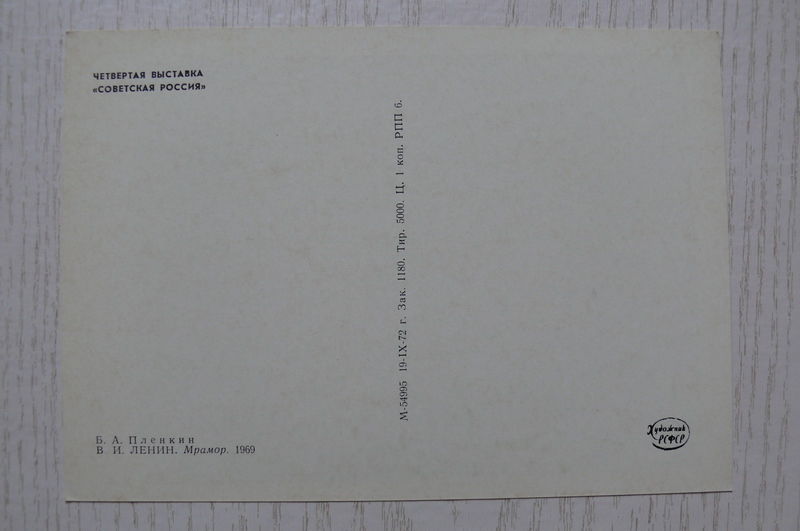 ЧЕТВЕРТАЯ ВЫСТАВКА
«СОВЕТСКАЯ РОССИЯ»
М-54995 19-IX-72 г. Зак. 1180. Тир. 5000. Ц. 1 коп. РПП 6.
Б. А. Пленкин
В. И. ЛЕНИН. Мрамор. 1969
Художник
РСФСР